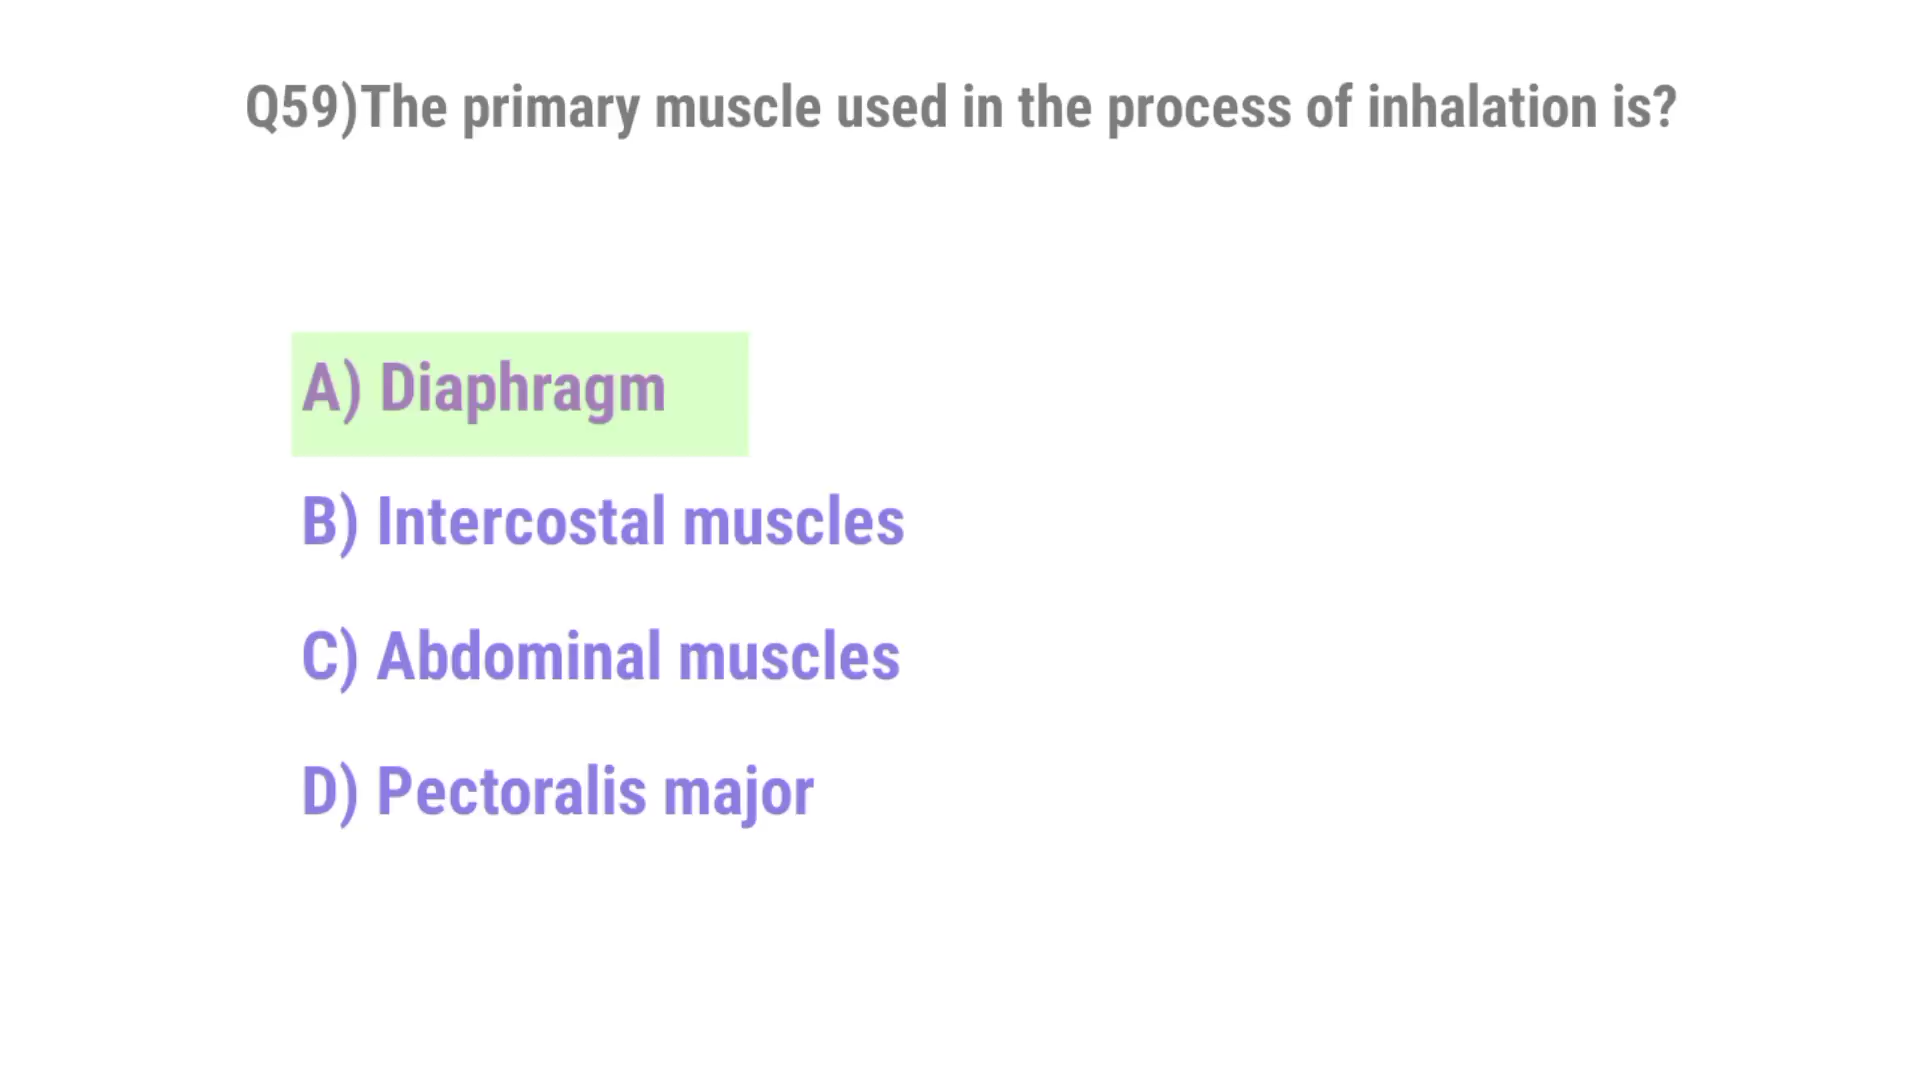 Q59)The primary muscle used in the process of inhalation is?
A) Diaphragm
B) Intercostal muscles
C) Abdominal muscles
D) Pectoralis major